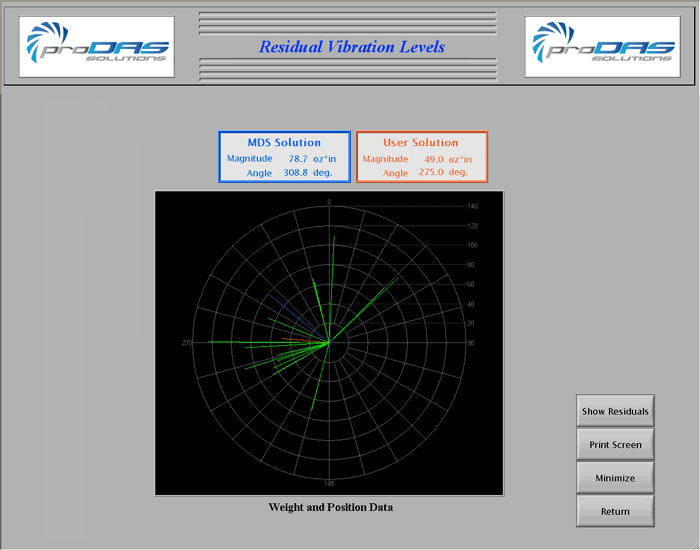 proDAS
SOLUTIONS
Residual Vibration Levels
proDAS
SOLUTIONS
MDS Solution
Magnitude 78.7 oz*in
Angle 308.8 deg.
User Solution
Magnitude 49.0 oz*in
Angle 275.0 deg.
0
140
120
100
80
60
40
20
270
90
180
Weight and Position Data
Show Residuals
Print Screen
Minimize
Return